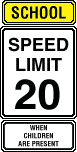 SCHOOL
SPEED
LIMIT
20
WHEN
CHILDREN
ARE PRESENT